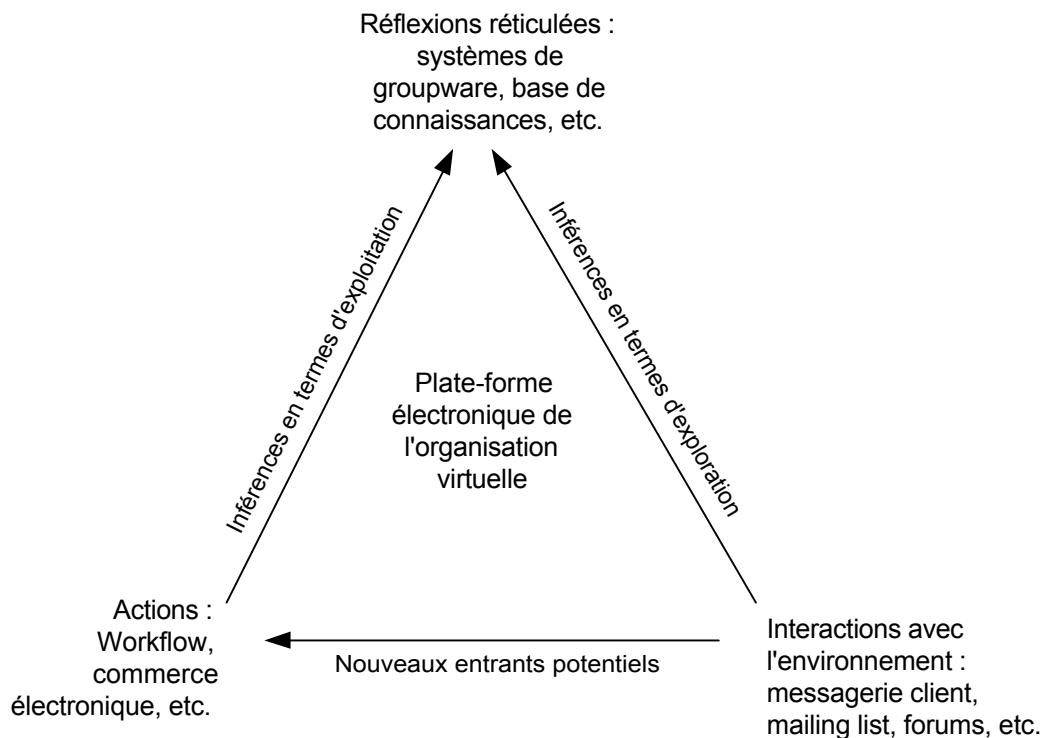 Réflexions réticulées :
systèmes de
groupware, base de
connaissances, etc.
Inférences en termes d'exploitation
Inférences en termes d'exploration
Plate-forme
électronique de
l'organisation
virtuelle
Actions :
Workflow,
commerce
électronique, etc.
Nouveaux entrants potentiels
Interactions avec
l'environnement :
messagerie client,
mailing list, forums, etc.